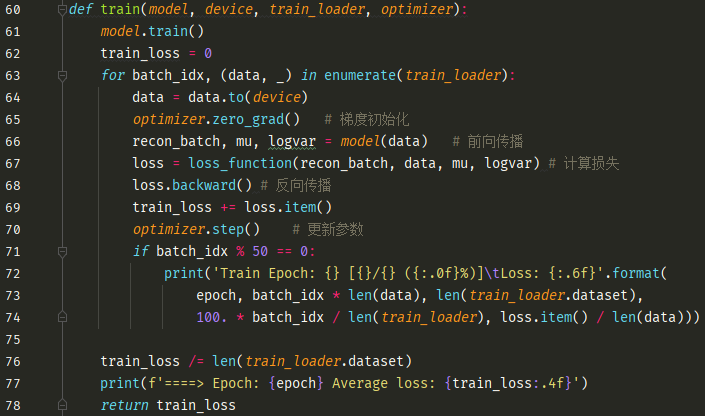 60 def train(model, device, train_loader, optimizer):
61     model.train()
62     train_loss = 0
63     for batch_idx, (data, _) in enumerate(train_loader):
64         data = data.to(device)
65         optimizer.zero_grad()   # 梯度初始化
66         recon_batch, mu, logvar = model(data)   # 前向传播
67         loss = loss_function(recon_batch, data, mu, logvar) # 计算损失
68         loss.backward() # 反向传播
69         train_loss += loss.item()
70         optimizer.step()    # 更新参数
71         if batch_idx % 50 == 0:
72             print('Train Epoch: {} [{}/{} ({:.0f}%)]\tLoss: {:.6f}'.format(
73                 epoch, batch_idx * len(data), len(train_loader.dataset),
74                 100. * batch_idx / len(train_loader), loss.item() / len(data)))
75
76     train_loss /= len(train_loader.dataset)
77     print(f'====> Epoch: {epoch} Average loss: {train_loss:.4f}')
78     return train_loss